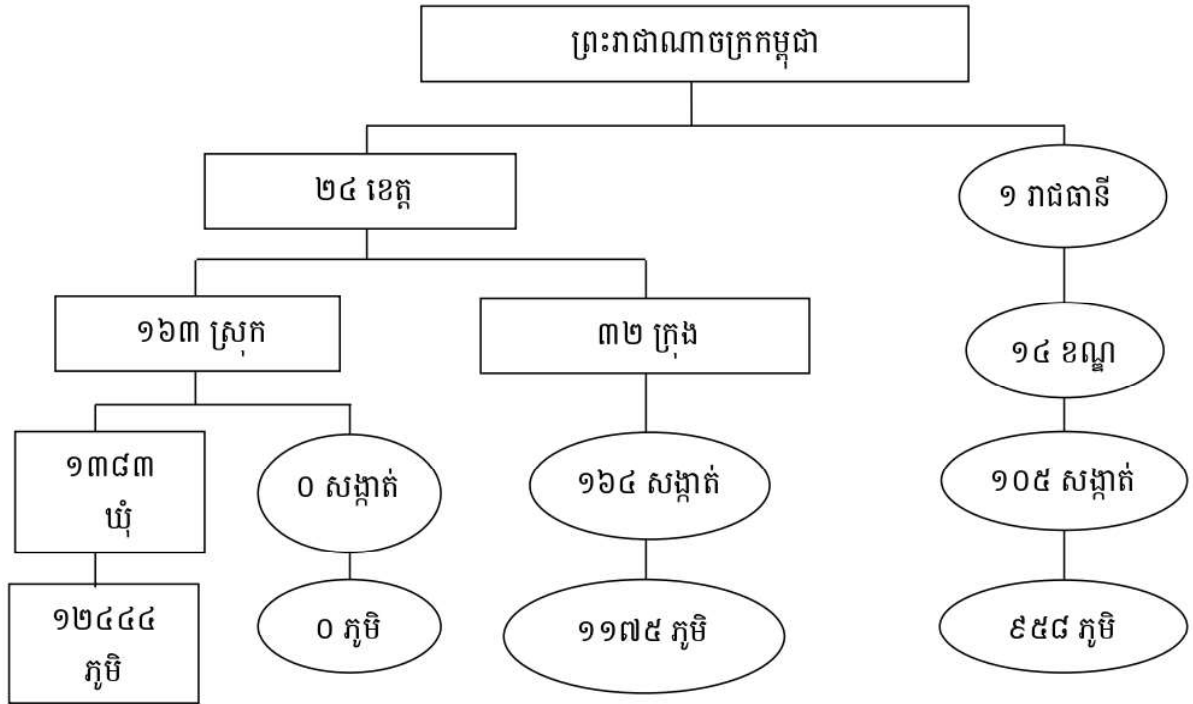 ព្រះរាជាណាចក្រកម្ពុជា
២៤ ខេត្ត
១ រាជធានី
១៦៣ ស្រុក
៣២ ក្រុង
១៤ ខណ្ឌ
១៣៨៣
ឃុំ
០ សង្កាត់
១៦៤ សង្កាត់
១០៥ សង្កាត់
១២៤៤៤
ភូមិ
០ ភូមិ
១១៧៥ ភូមិ
៩៥៨ ភូមិ